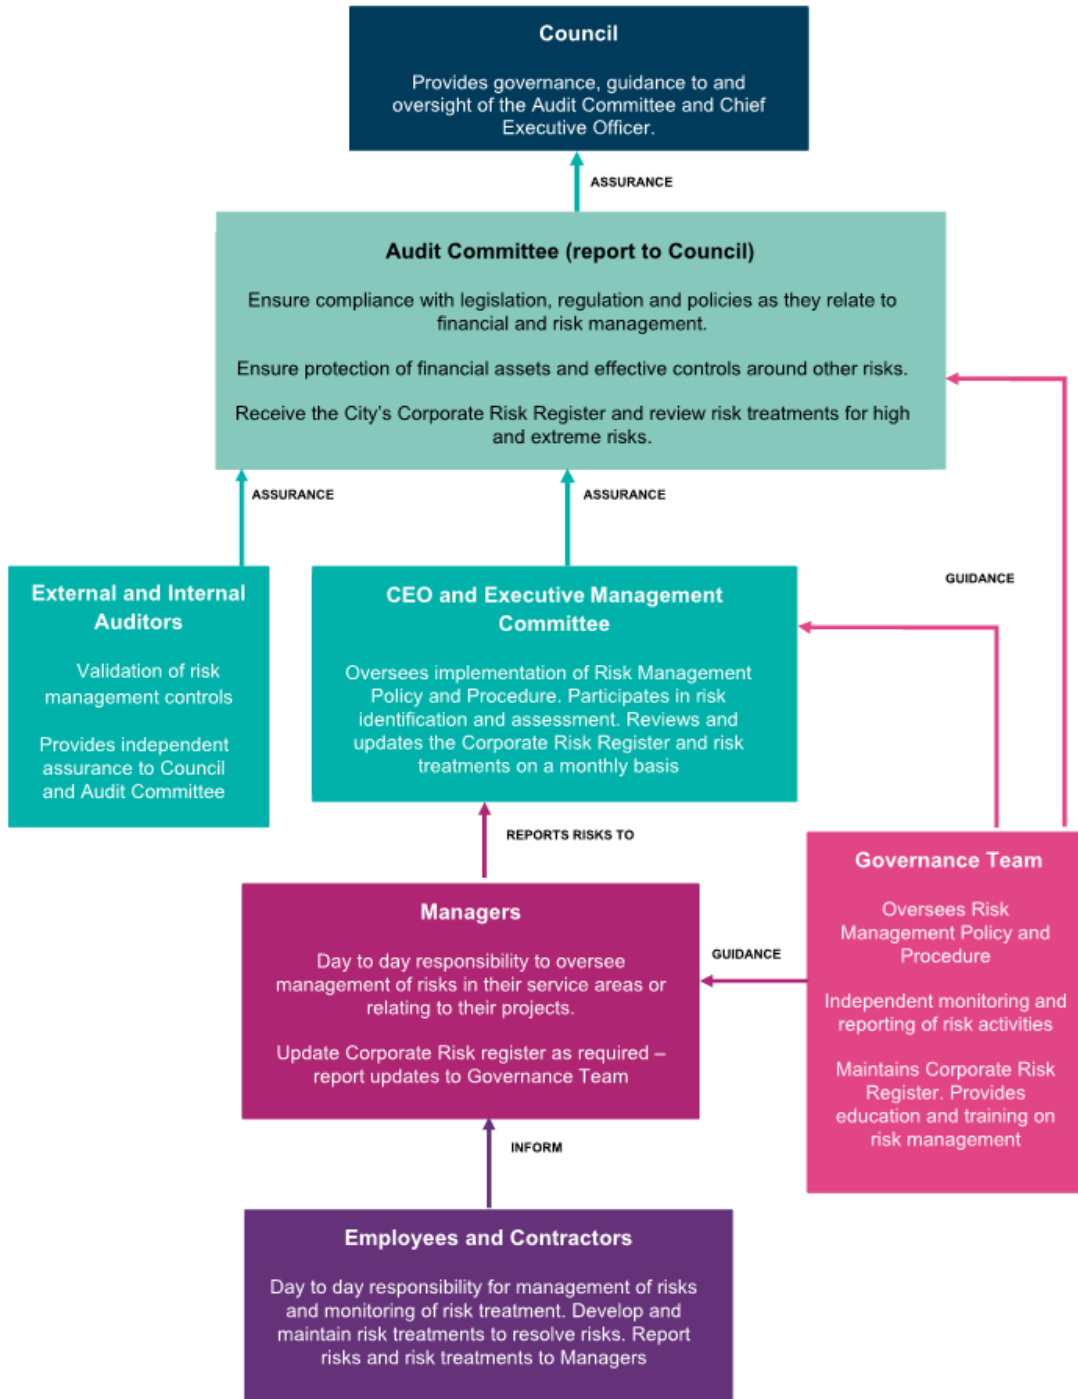 Council
Provides governance, guidance to and
oversight of the Audit Committee and Chief
Executive Officer.
ASSURANCE
Audit Committee (report to Council)
Ensure compliance with legislation, regulation and policies as they relate to
financial and risk management.
Ensure protection of financial assets and effective controls around other risks.
Receive the City's Corporate Risk Register and review risk treatments for high
and extreme risks.
ASSURANCE
ASSURANCE
GUIDANCE
External and Internal
Auditors
Validation of risk
management controls
Provides independent
assurance to Council
and Audit Committee
CEO and Executive Management
Committee
Oversees implementation of Risk Management
Policy and Procedure. Participates in risk
identification and assessment. Reviews and
updates the Corporate Risk Register and risk
treatments on a monthly basis
REPORTS RISKS TO
Managers
Day to day responsibility to oversee
management of risks in their service areas or
relating to their projects.
Update Corporate Risk register as required –
report updates to Governance Team
GUIDANCE
Governance Team
Oversees Risk
Management Policy and
Procedure
Independent monitoring and
reporting of risk activities
Maintains Corporate Risk
Register. Provides
education and training on
risk management
INFORM
Employees and Contractors
Day to day responsibility for management of risks
and monitoring of risk treatment. Develop and
maintain risk treatments to resolve risks. Report
risks and risk treatments to Managers